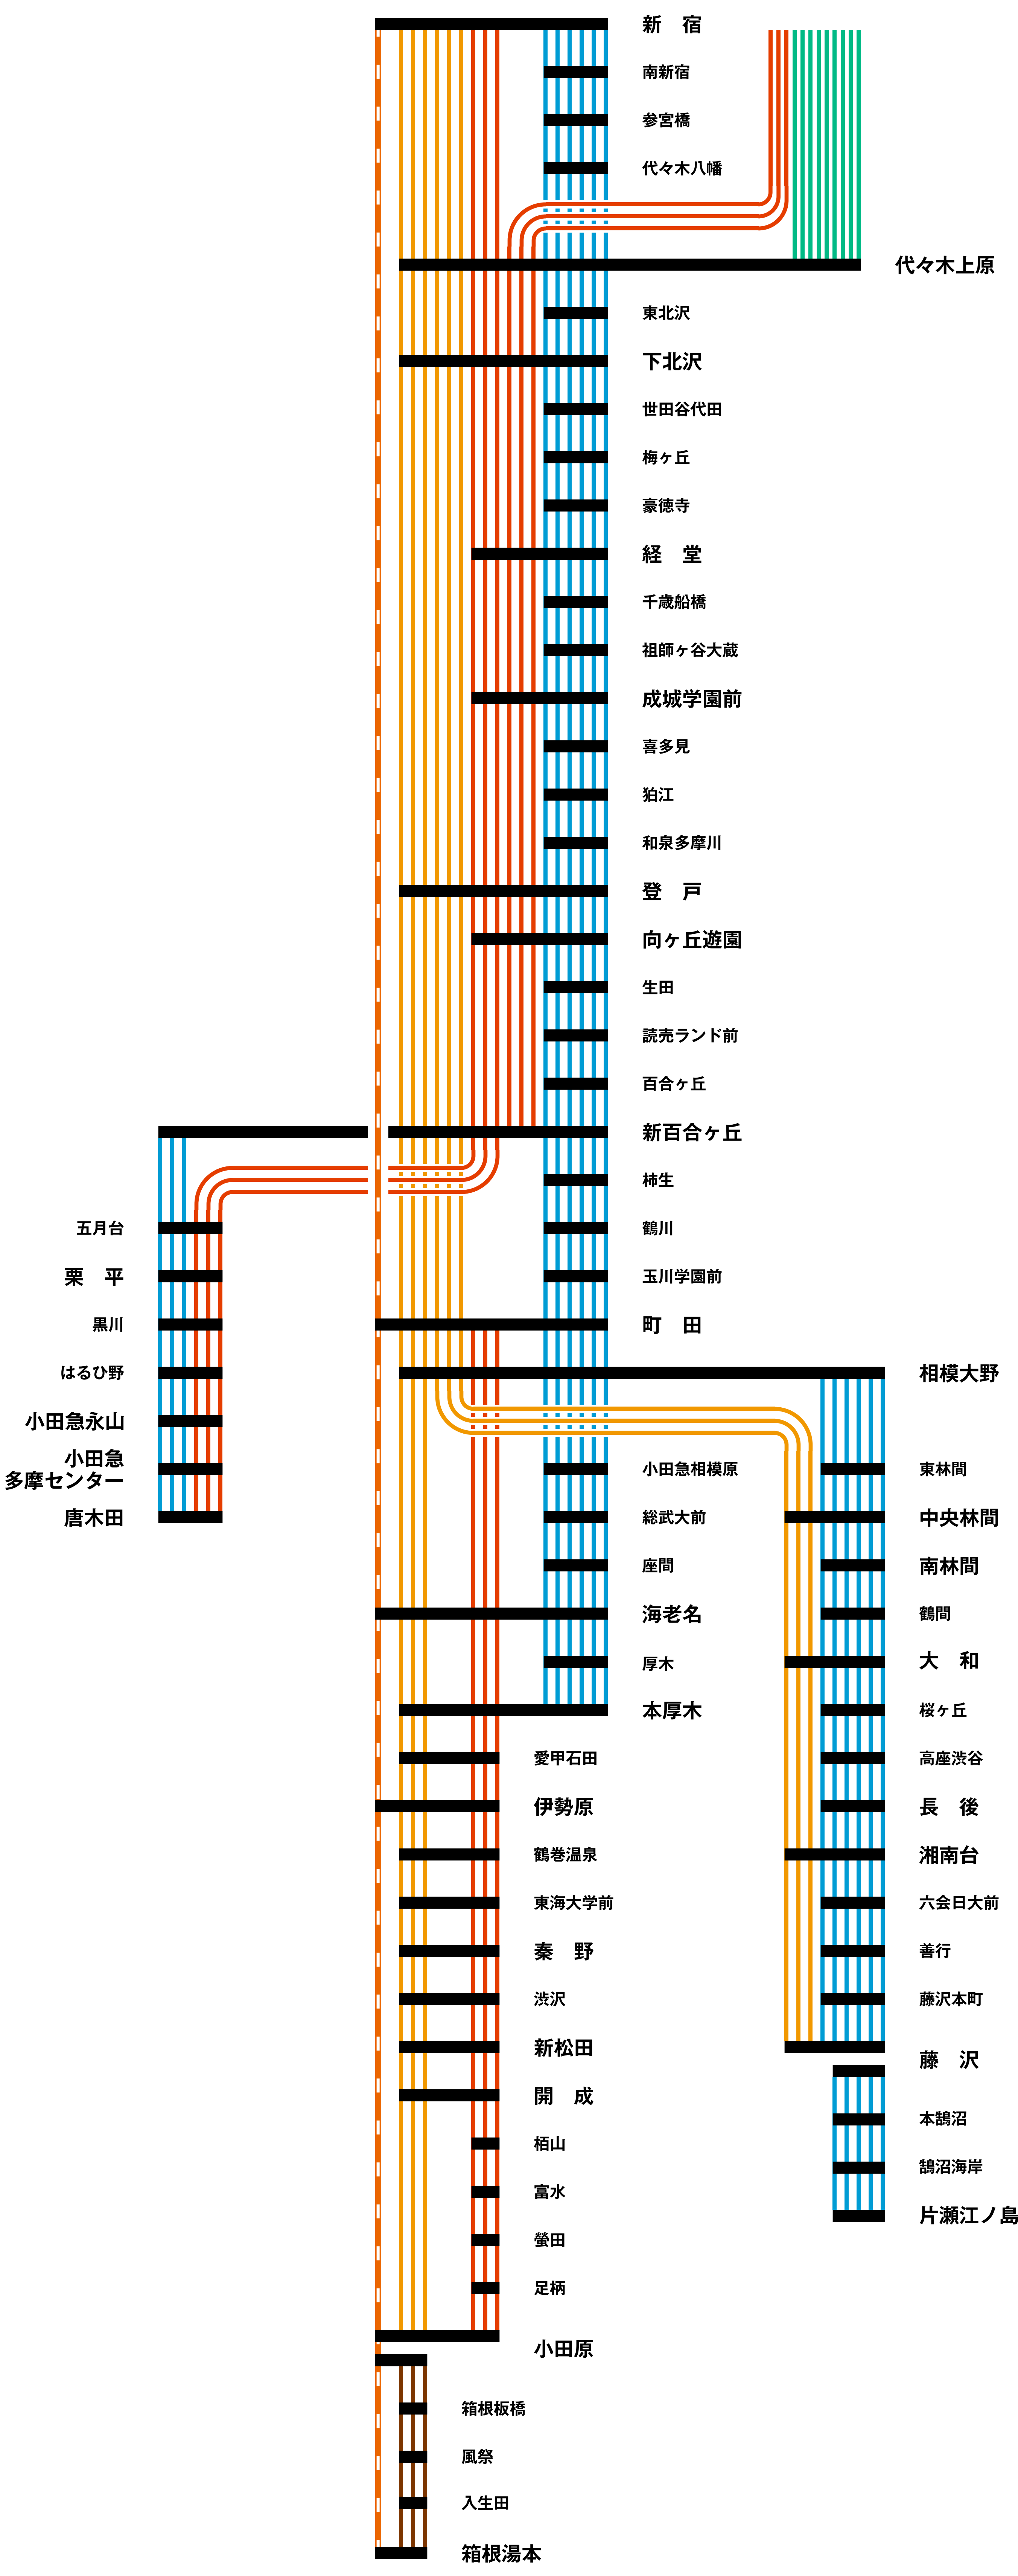 新　宿
南新宿
参宮橋
代々木八幡
代々木上原
東北沢
下北沢
世田谷代田
梅ヶ丘
豪徳寺
経　堂
千歳船橋
祖師ヶ谷大蔵
成城学園前
喜多見
狛江
和泉多摩川
登　戸
向ヶ丘遊園
生田
読売ランド前
百合ヶ丘
新百合ヶ丘
柿生
鶴川
玉川学園前
町　田
五月台
栗　平
黒川
はるひ野
小田急永山
小田急
多摩センター
唐木田
相模大野
小田急相模原
総武大前
座間
海老名
厚木
本厚木
愛甲石田
伊勢原
鶴巻温泉
東海大学前
秦　野
渋沢
新松田
開　成
栢山
富水
螢田
足柄
小田原
箱根板橋
風祭
入生田
箱根湯本
東林間
中央林間
南林間
鶴間
大　和
桜ヶ丘
高座渋谷
長　後
湘南台
六会日大前
善行
藤沢本町
藤　沢
本鵠沼
鵠沼海岸
片瀬江ノ島